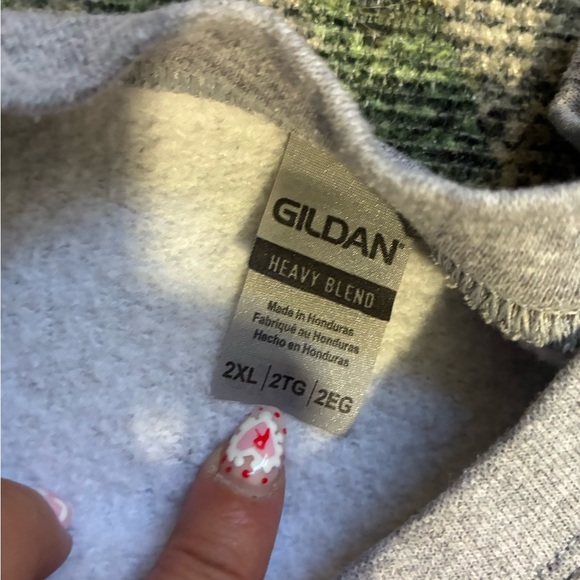 GILDAN
HEAVY BLEND
Made in Honduras
Fabriqué au Honduras
Hecho en Honduras
2XL | 2TG | 2EG